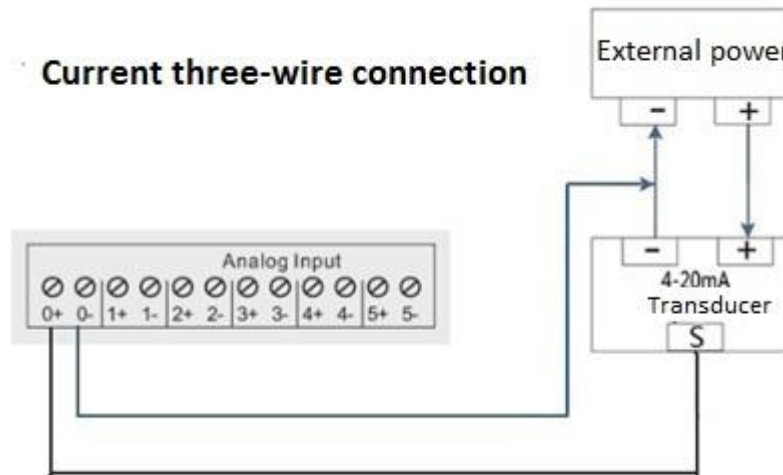 Current three-wire connection
External power
- +
Analog Input
0+ 0- 1+ 1- 2+ 2- 3+ 3- 4+ 4- 5+ 5-
- +
4-20mA
Transducer
S